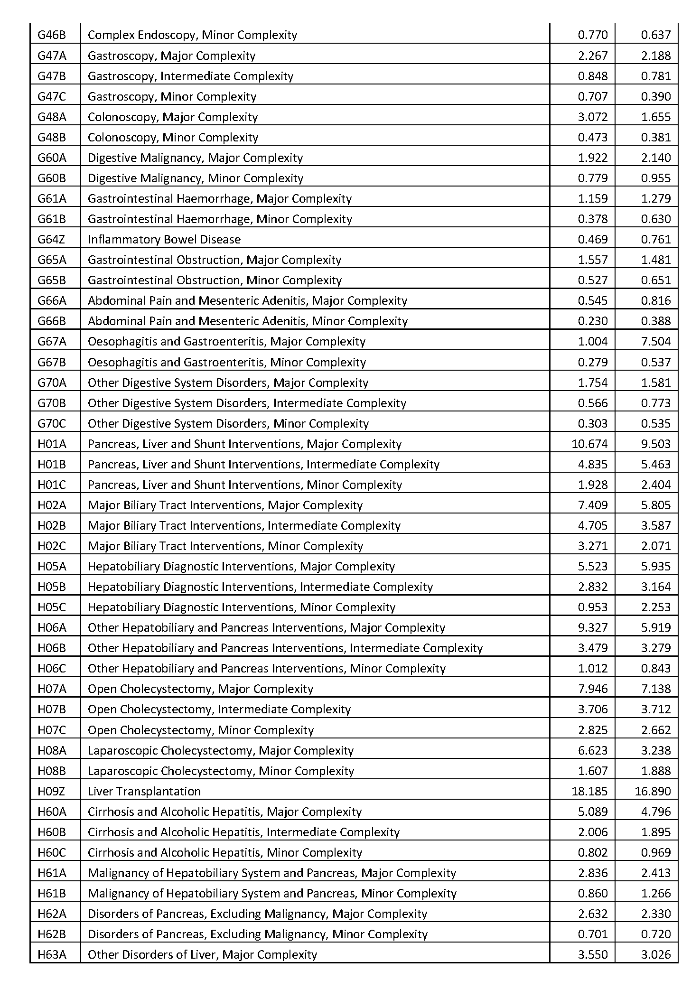 G46B Complex Endoscopy, Minor Complexity 0.770 0.637
G47A Gastroscopy, Major Complexity 2.267 2.188
G47B Gastroscopy, Intermediate Complexity 0.848 0.781
G47C Gastroscopy, Minor Complexity 0.707 0.390
G48A Colonoscopy, Major Complexity 3.072 1.655
G48B Colonoscopy, Minor Complexity 0.473 0.381
G60A Digestive Malignancy, Major Complexity 1.922 2.140
G60B Digestive Malignancy, Minor Complexity 0.779 0.955
G61A Gastrointestinal Haemorrhage, Major Complexity 1.159 1.279
G61B Gastrointestinal Haemorrhage, Minor Complexity 0.378 0.630
G64Z Inflammatory Bowel Disease 0.469 0.761
G65A Gastrointestinal Obstruction, Major Complexity 1.557 1.481
G65B Gastrointestinal Obstruction, Minor Complexity 0.527 0.651
G66A Abdominal Pain and Mesenteric Adenitis, Major Complexity 0.545 0.816
G66B Abdominal Pain and Mesenteric Adenitis, Minor Complexity 0.230 0.388
G67A Oesophagitis and Gastroenteritis, Major Complexity 1.004 7.504
G67B Oesophagitis and Gastroenteritis, Minor Complexity 0.279 0.537
G70A Other Digestive System Disorders, Major Complexity 1.754 1.581
G70B Other Digestive System Disorders, Intermediate Complexity 0.566 0.773
G70C Other Digestive System Disorders, Minor Complexity 0.303 0.535
H01A Pancreas, Liver and Shunt Interventions, Major Complexity 10.674 9.503
H01B Pancreas, Liver and Shunt Interventions, Intermediate Complexity 4.835 5.463
H01C Pancreas, Liver and Shunt Interventions, Minor Complexity 1.928 2.404
H02A Major Biliary Tract Interventions, Major Complexity 7.409 5.805
H02B Major Biliary Tract Interventions, Intermediate Complexity 4.705 3.587
H02C Major Biliary Tract Interventions, Minor Complexity 3.271 2.071
H05A Hepatobiliary Diagnostic Interventions, Major Complexity 5.523 5.935
H05B Hepatobiliary Diagnostic Interventions, Intermediate Complexity 2.832 3.164
H05C Hepatobiliary Diagnostic Interventions, Minor Complexity 0.953 2.253
H06A Other Hepatobiliary and Pancreas Interventions, Major Complexity 9.327 5.919
H06B Other Hepatobiliary and Pancreas Interventions, Intermediate Complexity 3.479 3.279
H06C Other Hepatobiliary and Pancreas Interventions, Minor Complexity 1.012 0.843
H07A Open Cholecystectomy, Major Complexity 7.946 7.138
H07B Open Cholecystectomy, Intermediate Complexity 3.706 3.712
H07C Open Cholecystectomy, Minor Complexity 2.825 2.662
H08A Laparoscopic Cholecystectomy, Major Complexity 6.623 3.238
H08B Laparoscopic Cholecystectomy, Minor Complexity 1.607 1.888
H09Z Liver Transplantation 18.185 16.890
H60A Cirrhosis and Alcoholic Hepatitis, Major Complexity 5.089 4.796
H60B Cirrhosis and Alcoholic Hepatitis, Intermediate Complexity 2.006 1.895
H60C Cirrhosis and Alcoholic Hepatitis, Minor Complexity 0.802 0.969
H61A Malignancy of Hepatobiliary System and Pancreas, Major Complexity 2.836 2.413
H61B Malignancy of Hepatobiliary System and Pancreas, Minor Complexity 0.860 1.266
H62A Disorders of Pancreas, Excluding Malignancy, Major Complexity 2.632 2.330
H62B Disorders of Pancreas, Excluding Malignancy, Minor Complexity 0.701 0.720
H63A Other Disorders of Liver, Major Complexity 3.550 3.026